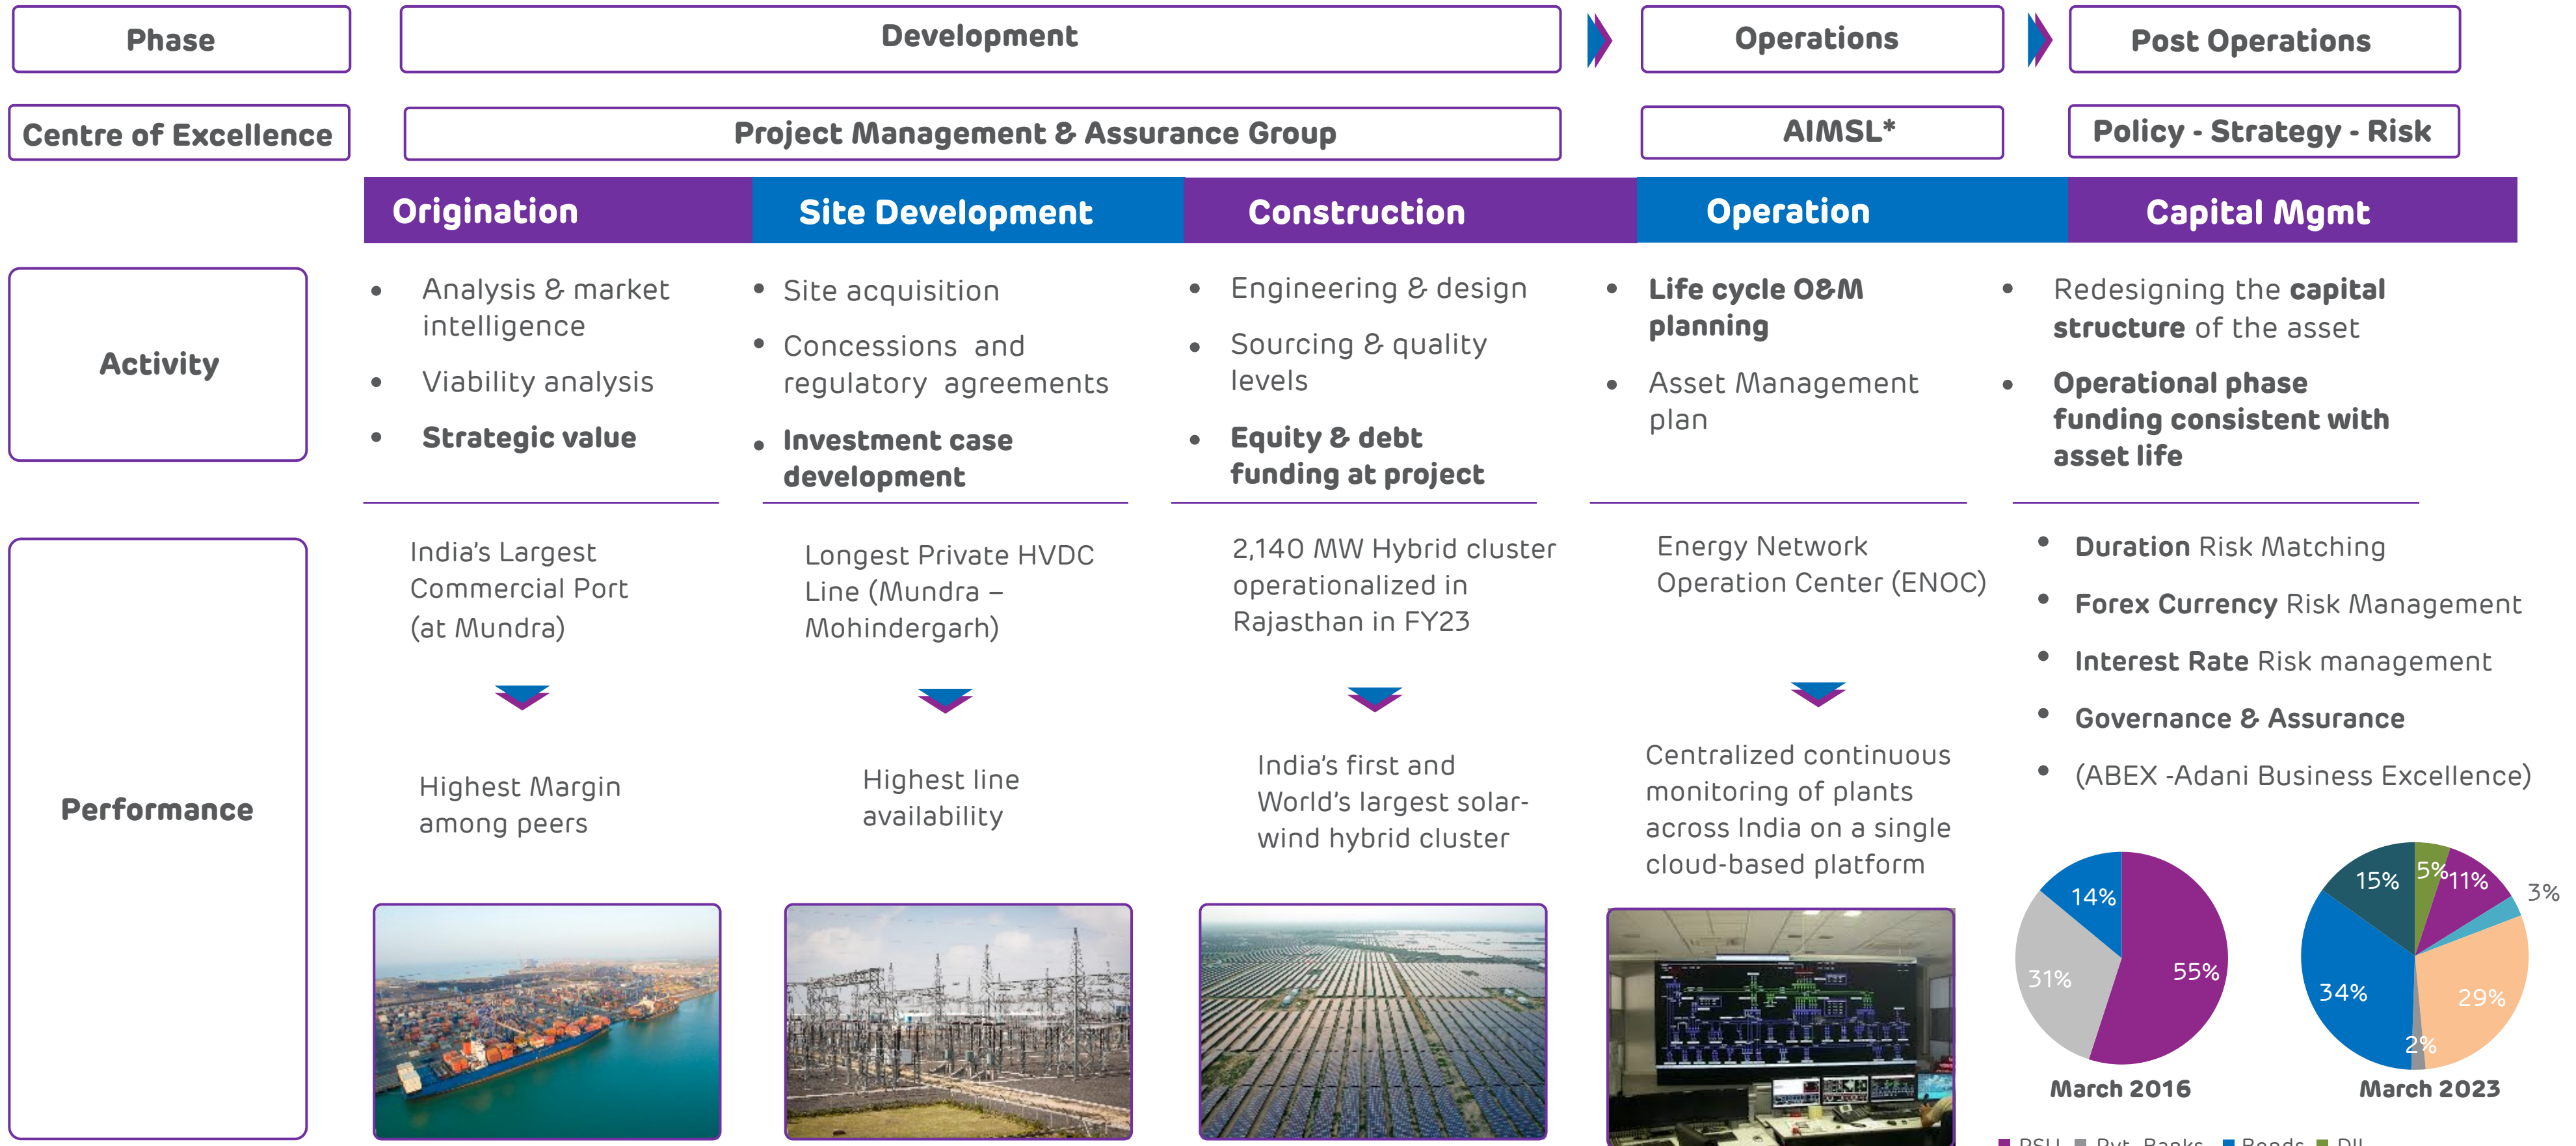 Phase
Development
Operations
Post Operations
Centre of Excellence
Project Management & Assurance Group
AIMSL*
Policy - Strategy - Risk
Origination
Site Development
Construction
Operation
Capital Mgmt
Activity
• Analysis & market
intelligence
• Viability analysis
• Strategic value
• Site acquisition
• Concessions and
regulatory agreements
• Investment case
development
• Engineering & design
• Sourcing & quality
levels
• Equity & debt
funding at project
• Life cycle O&M
planning
• Asset Management
plan
• Redesigning the capital
structure of the asset
• Operational phase
funding consistent with
asset life
Performance
India's Largest
Commercial Port
(at Mundra)
Highest Margin
among peers
Longest Private HVDC
Line (Mundra –
Mohindergarh)
Highest line
availability
2,140 MW Hybrid cluster
operationalized in
Rajasthan in FY23
India's first and
World's largest solar-
wind hybrid cluster
Energy Network
Operation Center (ENOC)
Centralized continuous
monitoring of plants
across India on a single
cloud-based platform
• Duration Risk Matching
• Forex Currency Risk Management
• Interest Rate Risk management
• Governance & Assurance
• (ABEX -Adani Business Excellence)
14%
31%
55%
March 2016
15%
5%
11%
3%
34%
29%
2%
March 2023
PSU Pvt. Banks Bonds DII